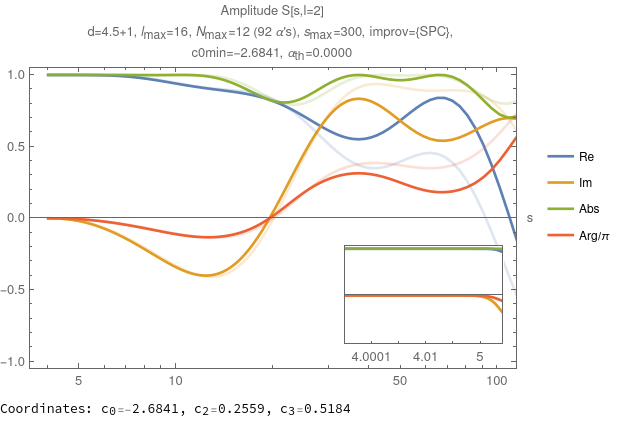 Amplitude S[s,l=2]
d=4.5+1, lmax=16, Nmax=12 (92 α's), smax=300, improv={SPC},
c0min=-2.6841, αth=0.0000
1.0
0.5
0.0
-0.5
-1.0
5
10
50
100
s
Re
Im
Abs
Arg/π
4.0001
4.01
5
Coordinates: c0=-2.6841, c2=0.2559, c3=0.5184